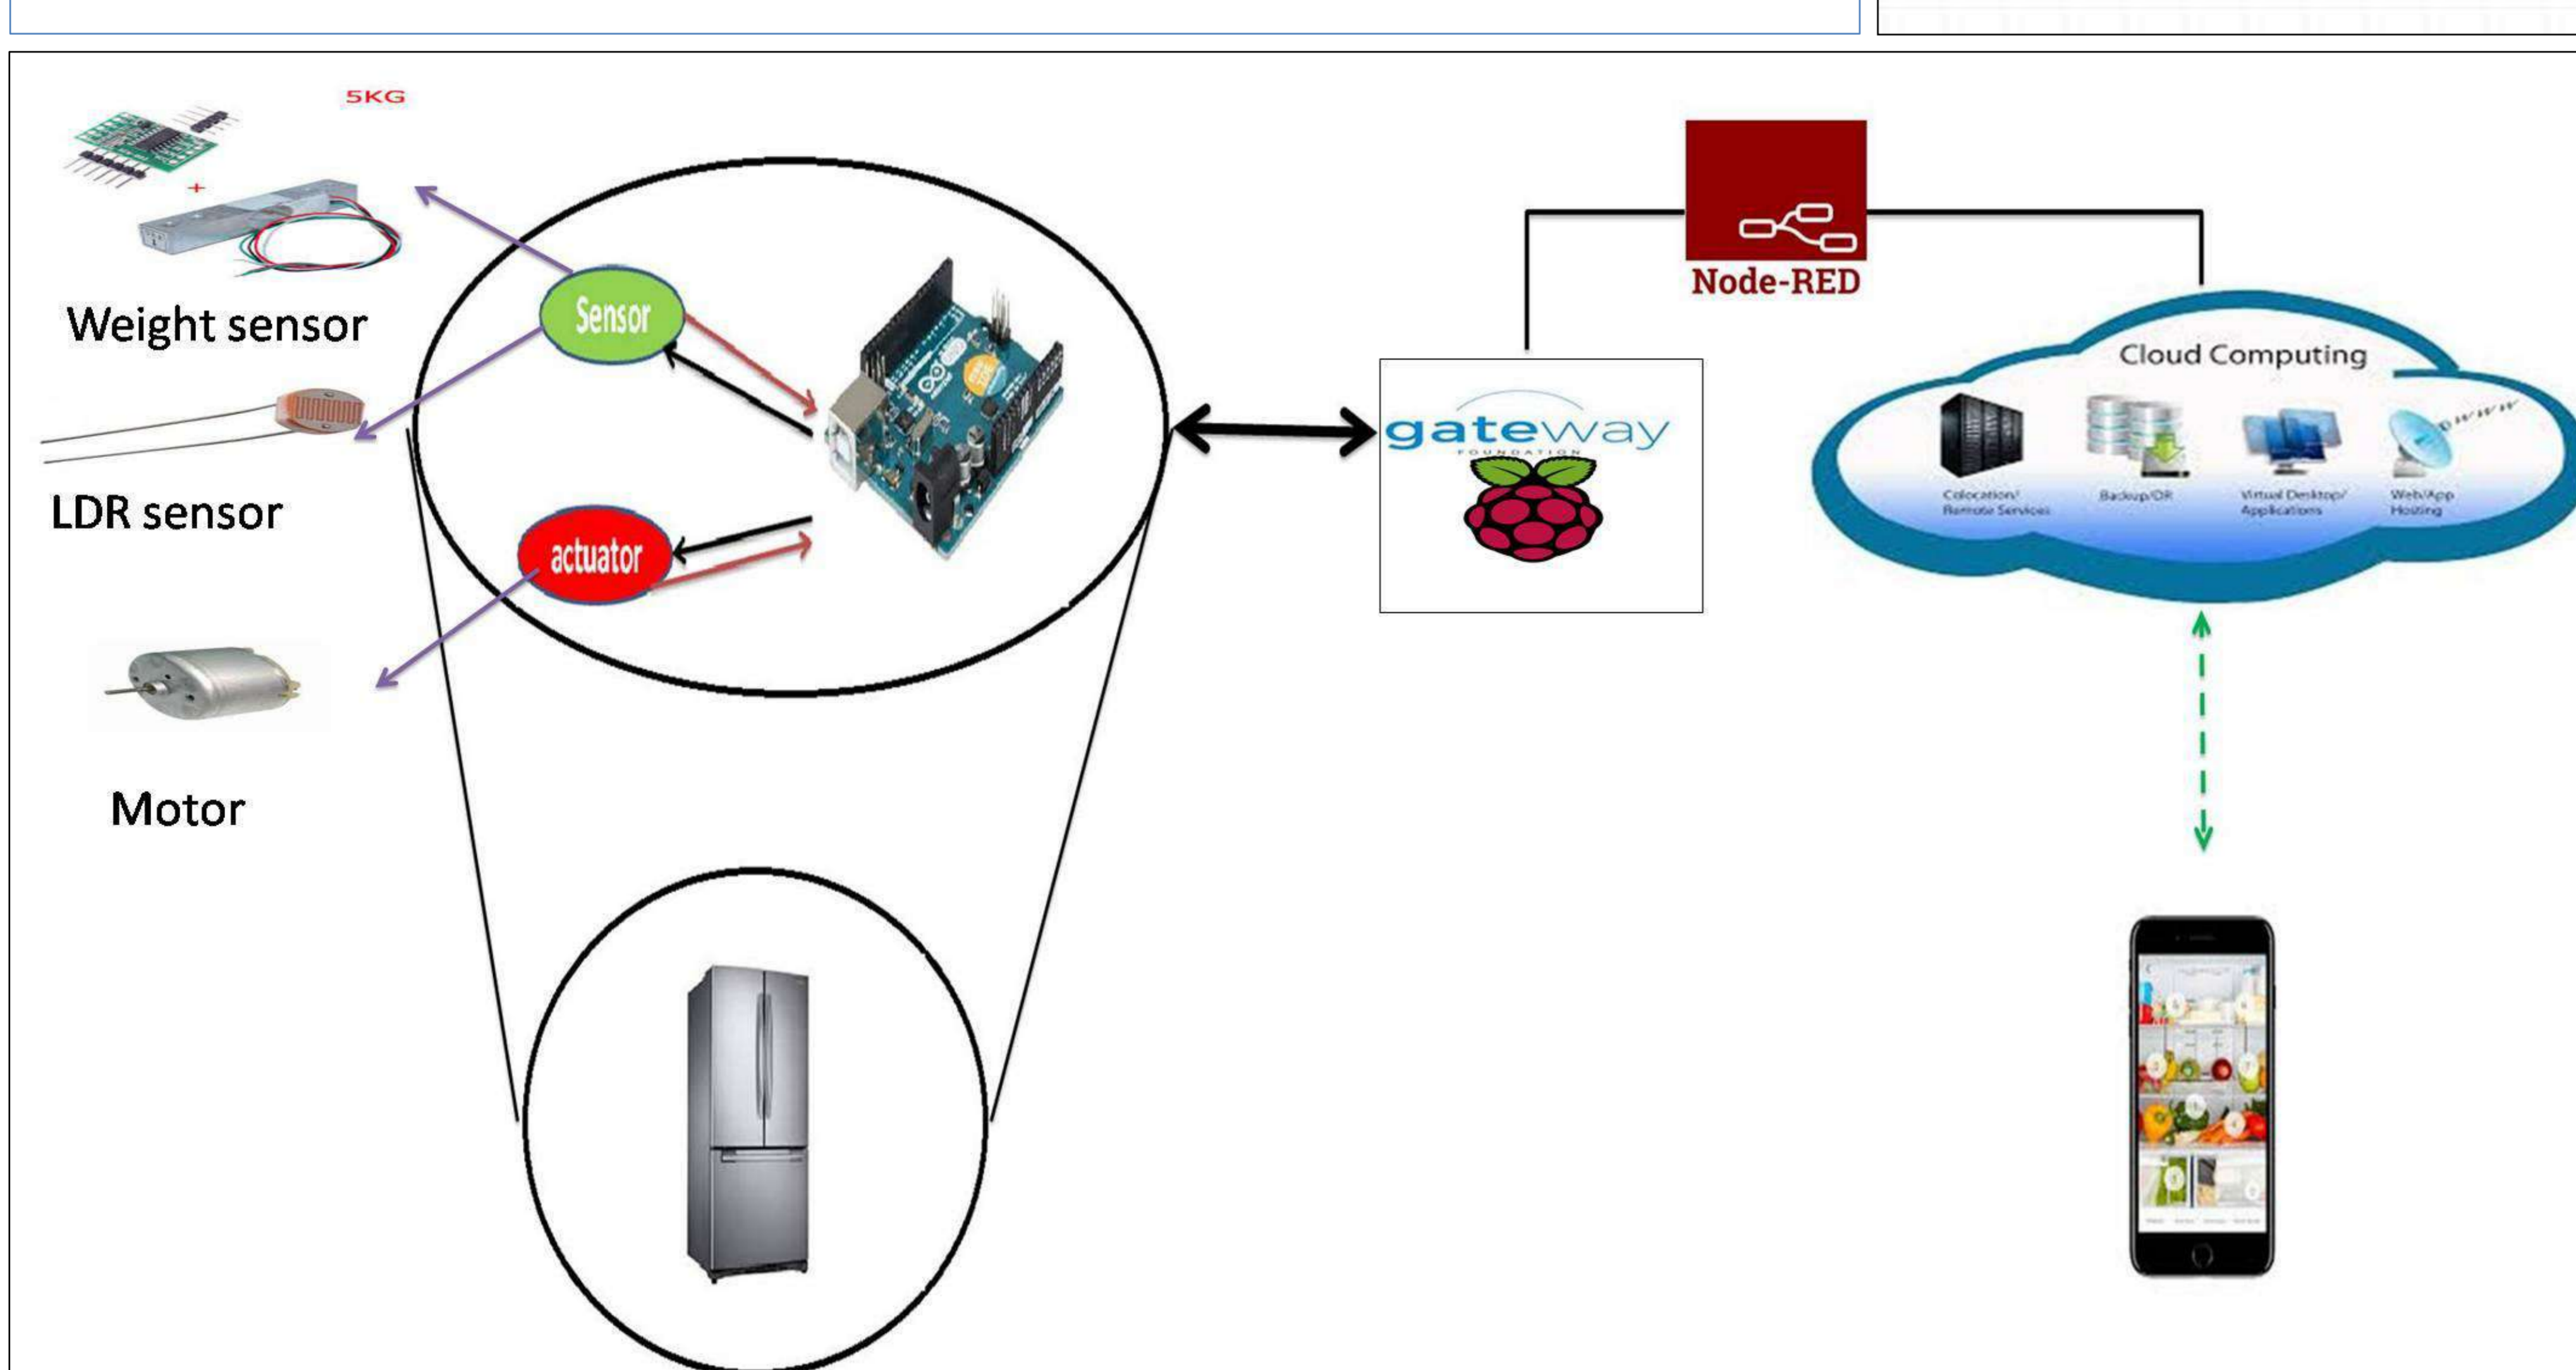 5KG
+
Weight sensor
LDR sensor
Motor
Sensor
actuator
gateway
FOUNDATION
Node-RED
Cloud Computing
Colocation/
Remote Services
Backup/DR
Virtual Desktop/
Applications
Web/App
Hosting